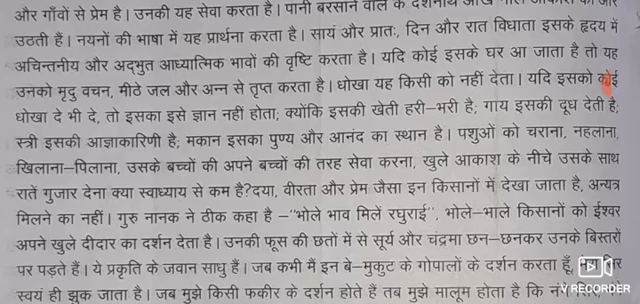 और गाँवों से प्रेम है। उनकी यह सेवा करता है। पानी बरसाने वाले के दर्शनार्थ
उठती हैं। नयनों की भाषा में यह प्रार्थना करता है। सायं और प्रातः, दिन और रात विधाता इसके हृदय में
अचिन्तनीय और अद्भुत आध्यात्मिक भावों की वृष्टि करता है। यदि कोई इसके घर आ जाता है तो यह
उनको मृदु वचन, मीठे जल और अन्न से तृप्त करता है। धोखा यह किसी को नहीं देता। यदि इसको कोई
धोखा दे भी दे, तो इसका इसे ज्ञान नहीं होता; क्योंकि इसकी खेती हरी–भरी है; गाय इसकी दूध देती है;
स्त्री इसकी आज्ञाकारिणी है; मकान इसका पुण्य और आनंद का स्थान है। पशुओं को चराना, नहलाना,
खिलाना–पिलाना, उसके बच्चों की अपने बच्चों की तरह सेवा करना, खुले आकाश के नीचे उसके साथ
रातें गुजार देना क्या स्वाध्याय से कम है?दया, वीरता और प्रेम जैसा इन किसानों में देखा जाता है, अन्यत्र
मिलने का नहीं। गुरु नानक ने ठीक कहा है –"भोले भाव मिलें रघुराई", भोले–भाले किसानों को ईश्वर
अपने खुले दीदार का दर्शन देता है। उनकी फूस की छतों में से सूर्य और चंद्रमा छन–छनकर उनके बिस्तरों
पर पड़ते हैं। ये प्रकृति के जवान साधु हैं। जब कभी मैं इन बे–मुकुट के गोपालों के दर्शन करता हूँ,
स्वयं ही झुक जाता है। जब मुझे किसी फकीर के दर्शन होते हैं तब मुझे मालूम होता है कि नंगे सिर
VIVARECORDER